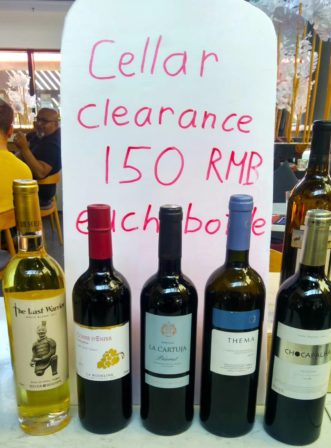 Cellar
clearance
150 RMB
each bottle
The Last Warrior
LA CARTUJA
Priorat
THEMA
CHOCAPALHA